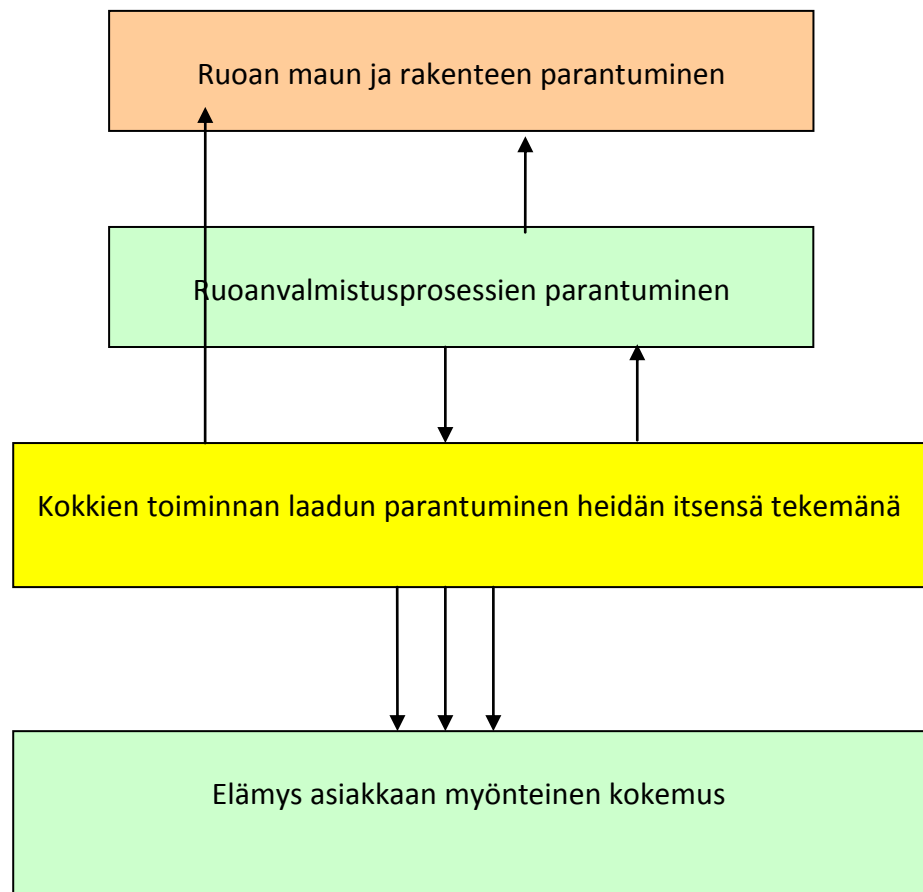 Ruoan maun ja rakenteen parantuminen
Ruoanvalmistusprosessien parantuminen
Kokkien toiminnan laadun parantuminen heidän itsensä tekemänä
Elämys asiakkaan myönteinen kokemus